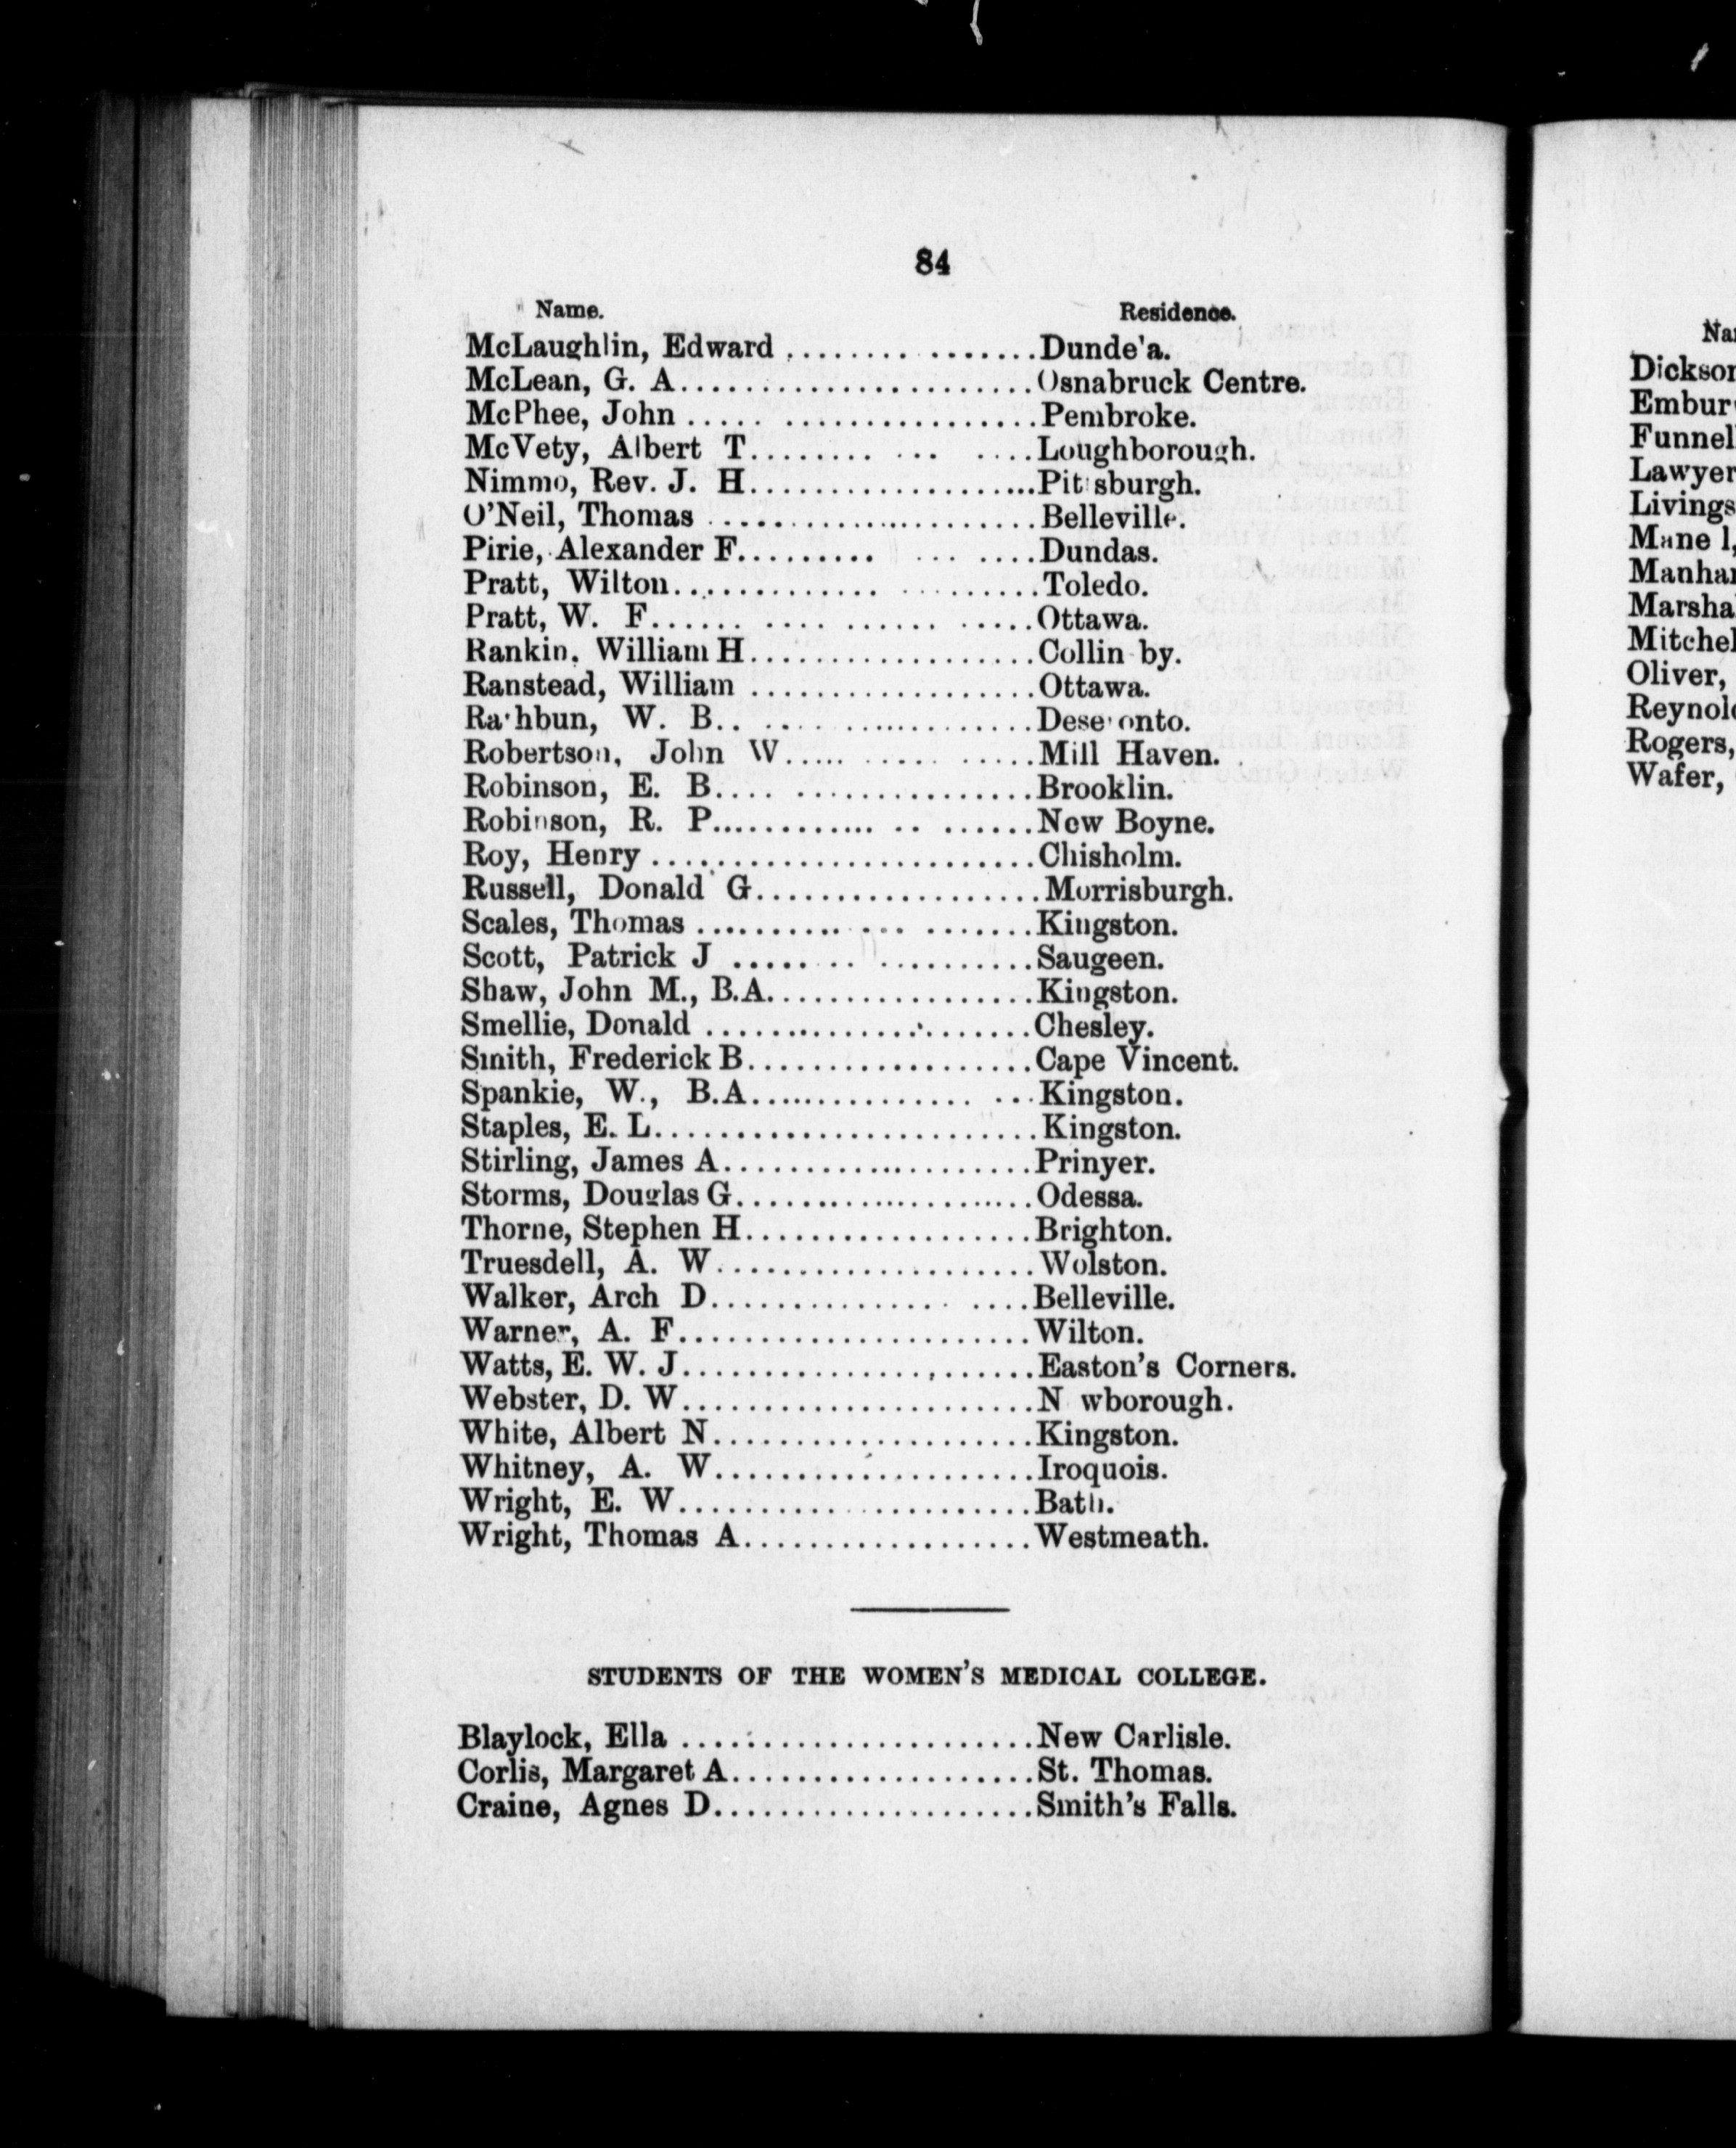 84
Name. Residence.
McLaughlin, Edward ................Dunde'a.
McLean, G. A..........................Osnabruck Centre.
McPhee, John .........................Pembroke.
McVety, Albert T......... ... ....Loughborough.
Nimmo, Rev. J. H.....................Pit sburgh.
O'Neil, Thomas .........................Belleville.
Pirie, Alexander F.......... ... ....Dundas.
Pratt, Wilton.......................Toledo.
Pratt, W. F...... .... ....... .....Ottawa.
Rankin, William H.....................Collin by.
Ranstead, William .....................Ottawa.
Ra hbun, W. B.. ....................Dese onto.
Robertson, John W..... ....... ......Mill Haven.
Robinson, E. B.... ..................Brooklin.
Robinson, R. P............ .. .......New Boyne.
Roy, Henry .............................Chisholm.
Russell, Donald G.....................Morrisburgh.
Scales, Thomas ........... ... ........Kingston.
Scott, Patrick J ..... .. ............Saugeen.
Shaw, John M., B.A....................Kingston.
Smellie, Donald ........................Chesley.
Smith, Frederick B.....................Cape Vincent.
Spankie, W., B.A................ ...Kingston.
Staples, E. L............................Kingston.
Stirling, James A.......................Prinyer.
Storms, Douglas G......................Odessa.
Thorne, Stephen H.....................Brighton.
Truesdell, A. W.......................Wolston.
Walker, Arch D................. ....Belleville.
Warner, A. F..........................Wilton.
Watts, E. W. J..........................Easton's Corners.
Webster, D. W..........................N wborough.
White, Albert N........................Kingston.
Whitney, A. W........................Iroquois.
Wright, E. W..........................Bath.
Wright, Thomas A.....................Westmeath.
STUDENTS OF THE WOMEN'S MEDICAL COLLEGE.
Blaylock, Ella ..........................New Carlisle.
Corlis, Margaret A......................St. Thomas.
Craine, Agnes D........................Smith's Falls.
Dickson
Funnel
Lawyer
Livings
Marsha
Mitchel
Oliver,
Rogers,
Wafer,